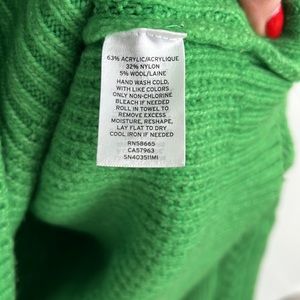 63% ACRYLIC/ACRYLIQUE
32% NYLON
5% WOOL/LAINE
HAND WASH COLD,
WITH LIKE COLORS
ONLY NON-CHLORINE
BLEACH IF NEEDED
ROLL IN TOWEL TO
REMOVE EXCESS
MOISTURE, RESHAPE,
LAY FLAT TO DRY
COOL IRON IF NEEDED
RN58665
CA57963
SN403511MI